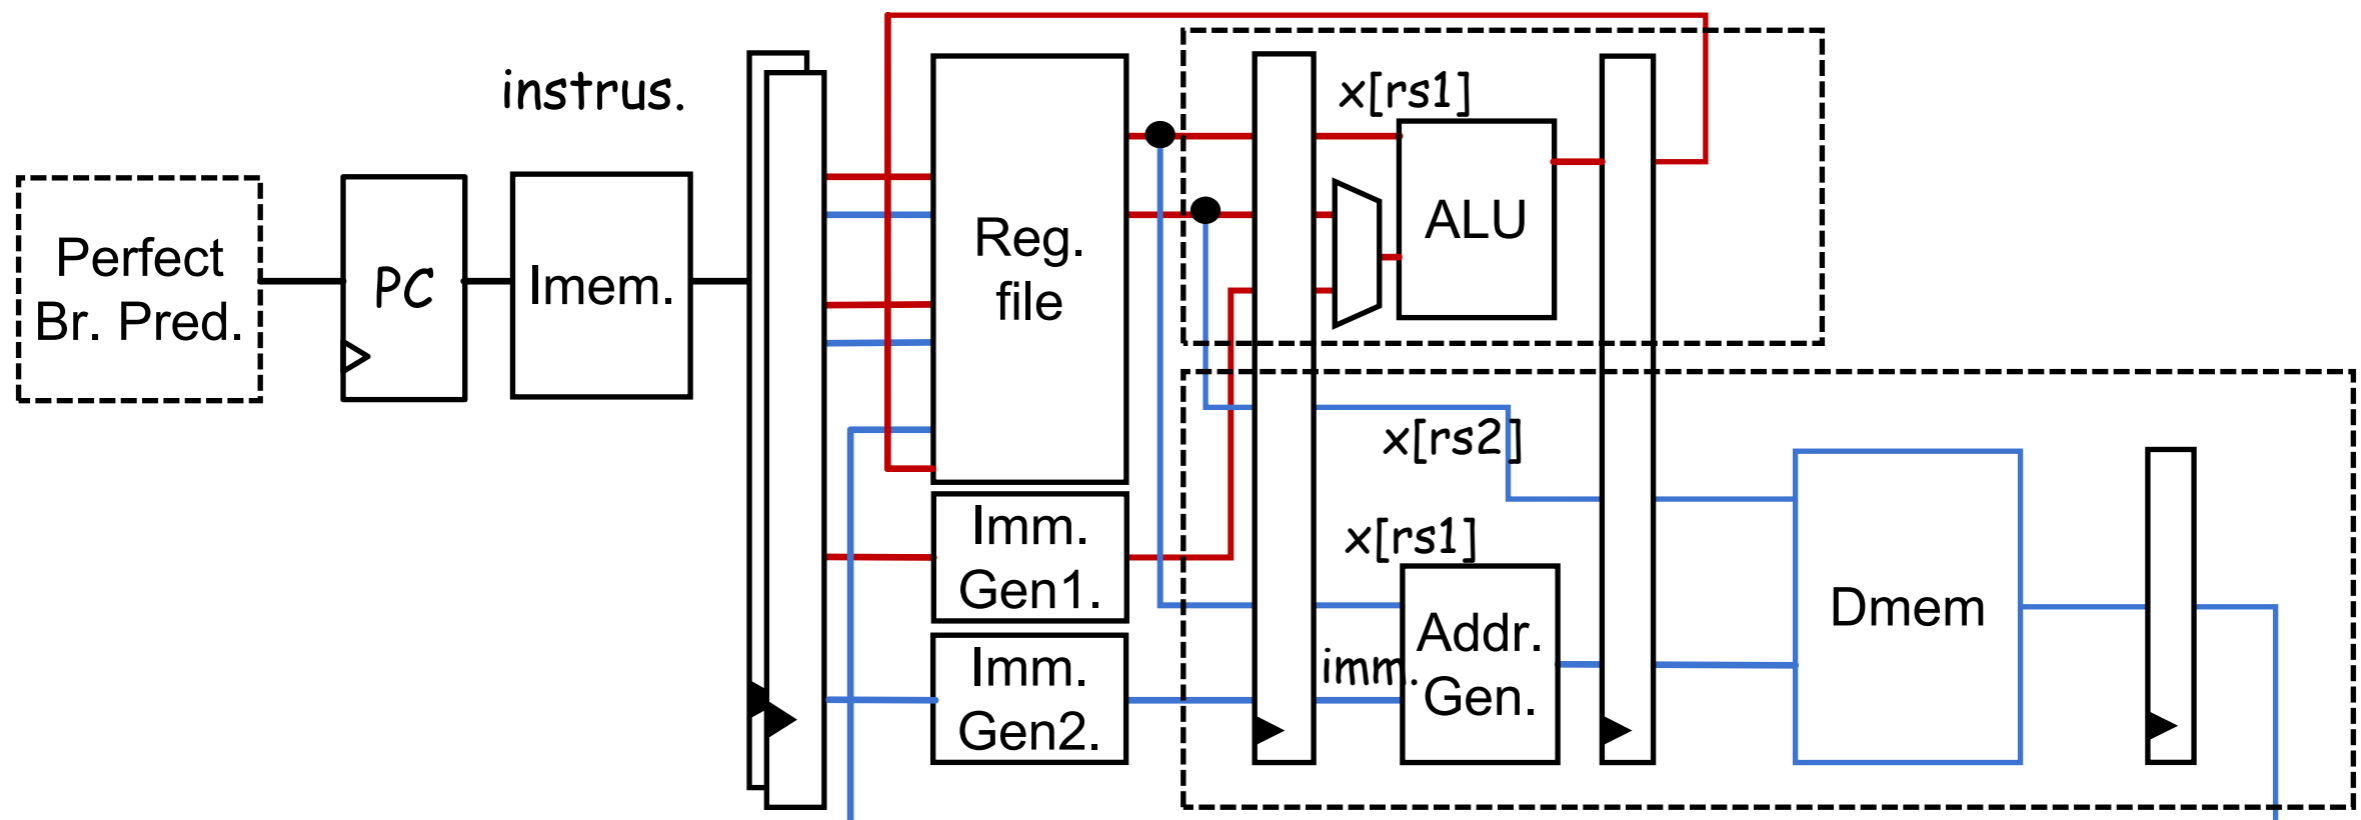 instrus.
Perfect
Br. Pred.
PC
Imem.
Reg.
file
Imm.
Gen1.
Imm.
Gen2.
x[rs1]
ALU
x[rs2]
x[rs1]
imm.
Addr.
Gen.
Dmem